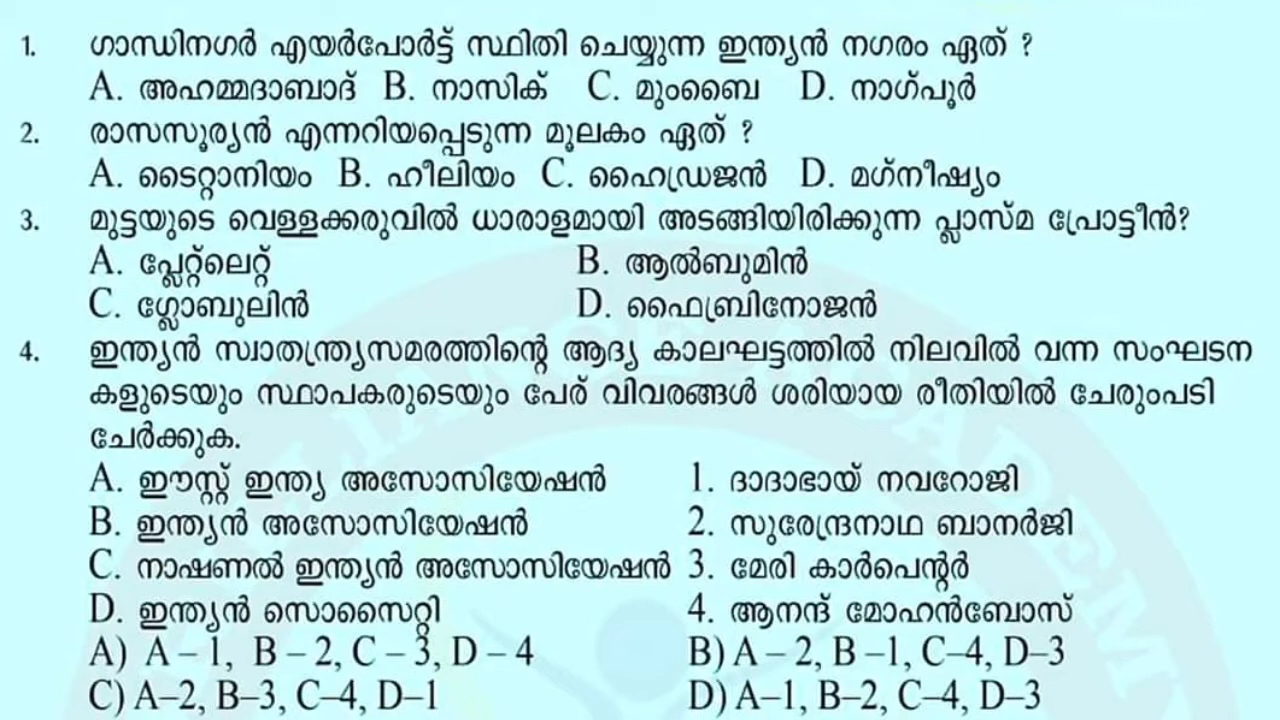 1. ഗാന്ധിനഗർ എയർപോർട്ട് സ്ഥിതി ചെയ്യുന്ന ഇന്ത്യൻ നഗരം ഏത് ?
A. അഹമ്മദാബാദ് B. നാസിക് C. മുംബൈ D. നാഗ്പൂർ
2. രാസസൂര്യൻ എന്നറിയപ്പെടുന്ന മൂലകം ഏത് ?
A. ടൈറ്റാനിയം B. ഹീലിയം C. ഹൈഡ്രജൻ D. മഗ്നീഷ്യം
3. മുട്ടയുടെ വെള്ളക്കരുവിൽ ധാരാളമായി അടങ്ങിയിരിക്കുന്ന പ്ലാസ്മ പ്രോട്ടീൻ?
A. പ്ലേറ്റ്ലെറ്റ് B. ആൽബുമിൻ
C. ഗ്ലോബുലിൻ D. ഫൈബ്രിനോജൻ
4. ഇന്ത്യൻ സ്വാതന്ത്ര്യസമരത്തിന്റെ ആദ്യ കാലഘട്ടത്തിൽ നിലവിൽ വന്ന സംഘടന
കളുടെയും സ്ഥാപകരുടെയും പേര് വിവരങ്ങൾ ശരിയായ രീതിയിൽ ചേരുംപടി
ചേർക്കുക.
A. ഈസ്റ്റ് ഇന്ത്യ അസോസിയേഷൻ 1. ദാദാഭായ് നവറോജി
B. ഇന്ത്യൻ അസോസിയേഷൻ 2. സുരേന്ദ്രനാഥ ബാനർജി
C. നാഷണൽ ഇന്ത്യൻ അസോസിയേഷൻ 3. മേരി കാർപെന്റർ
D. ഇന്ത്യൻ സൊസൈറ്റി 4. ആനന്ദ് മോഹൻബോസ്
A) A – 1, B – 2, C – 3, D – 4 B) A – 2, B –1, C–4, D–3
C) A–2, B–3, C–4, D–1 D) A–1, B–2, C–4, D–3